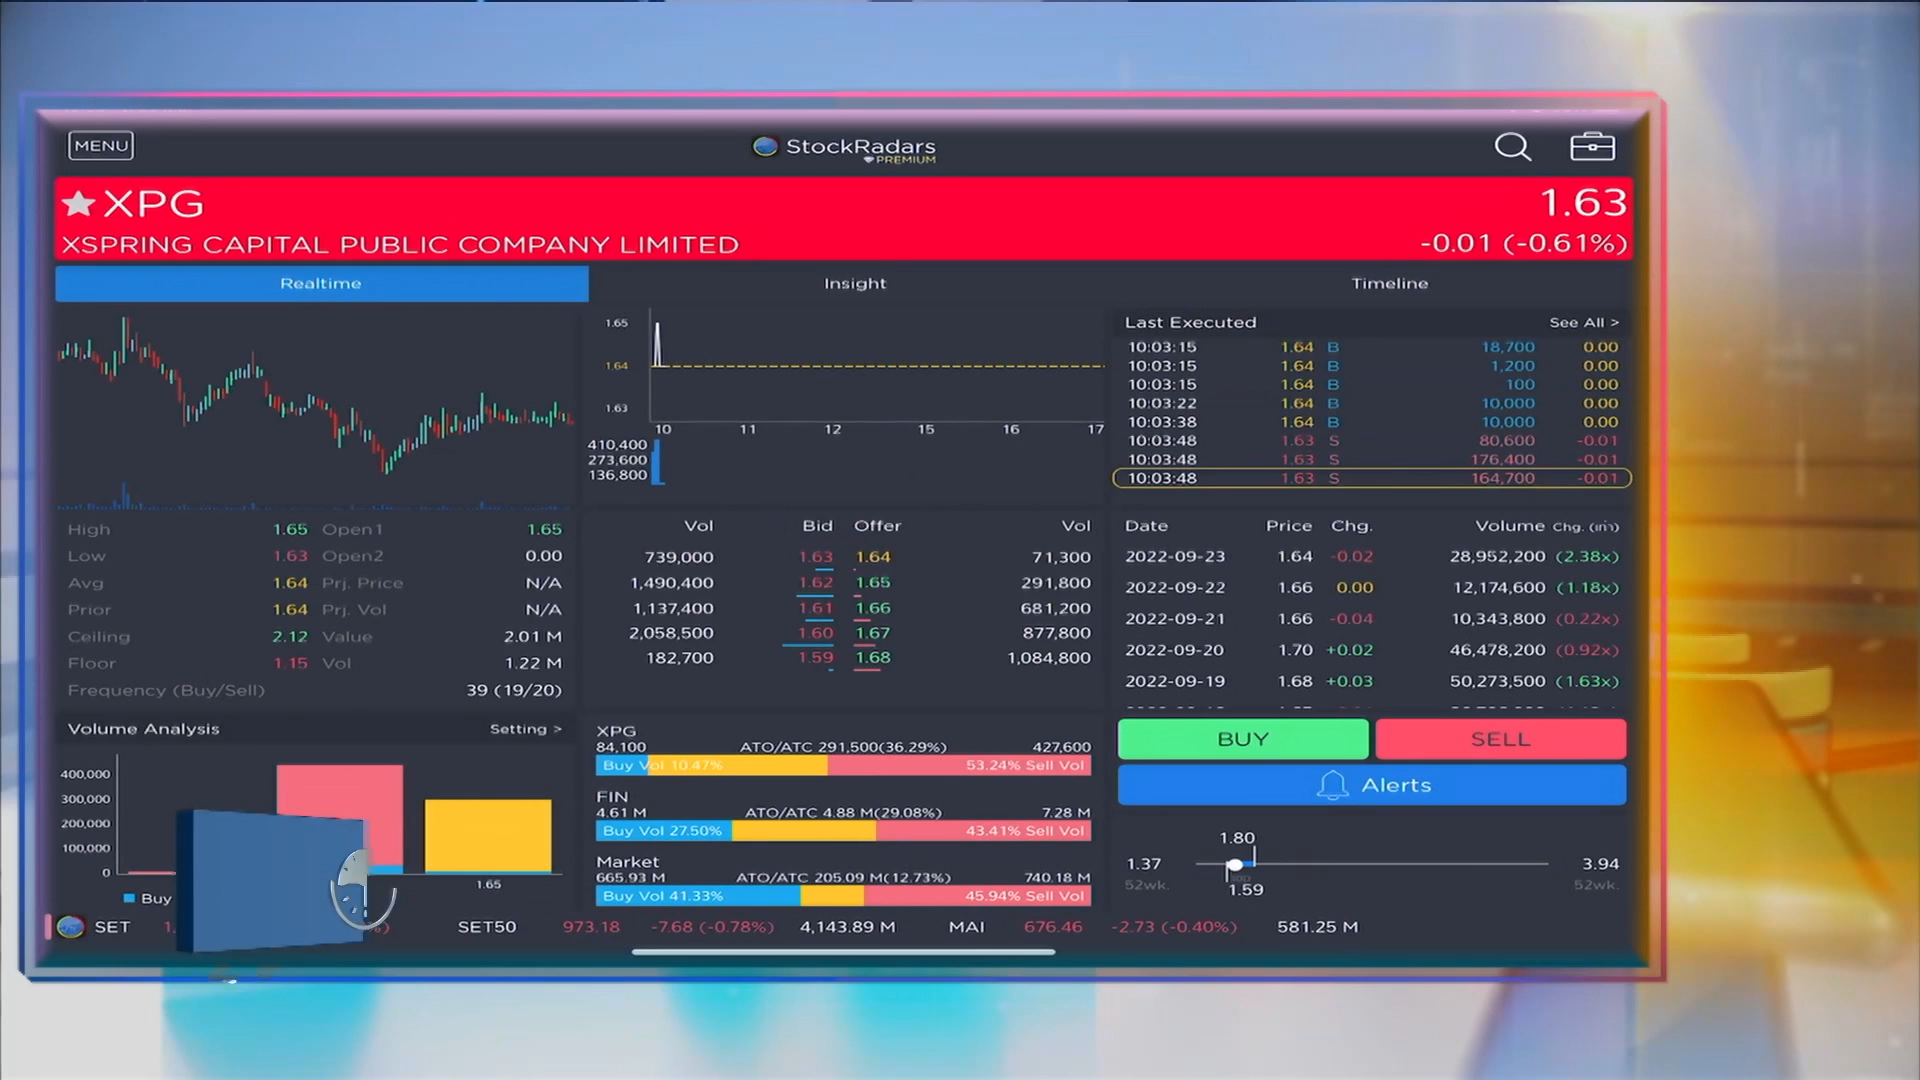 MENU
StockRadars
PREMIUM
XPG
1.63
XSPRING CAPITAL PUBLIC COMPANY LIMITED
-0.01 (-0.61%)
Realtime
Insight
Timeline
1.65
1.64
1.63
10 11 12 15 16 17
410,400
273,600
136,800
Last Executed See All >
10:03:15 1.64 B 18,700 0.00
10:03:15 1.64 B 1,200 0.00
10:03:15 1.64 B 100 0.00
10:03:22 1.64 B 10,000 0.00
10:03:38 1.64 B 10,000 0.00
10:03:48 1.63 S 80,600 -0.01
10:03:48 1.63 S 176,400 -0.01
10:03:48 1.63 S 164,700 -0.01
High 1.65 Open1 1.65
Low 1.63 Open2 0.00
Avg 1.64 Prj. Price N/A
Prior 1.64 Prj. Vol N/A
Ceiling 2.12 Value 2.01 M
Floor 1.15 Vol 1.22 M
Frequency (Buy/Sell) 39 (19/20)
Vol Bid Offer Vol
739,000 1.63 1.64 71,300
1,490,400 1.62 1.65 291,800
1,137,400 1.61 1.66 681,200
2,058,500 1.60 1.67 877,800
182,700 1.59 1.68 1,084,800
Date Price Chg. Volume Chg. (เท่า)
2022-09-23 1.64 -0.02 28,952,200 (2.38x)
2022-09-22 1.66 0.00 12,174,600 (1.18x)
2022-09-21 1.66 -0.04 10,343,800 (0.22x)
2022-09-20 1.70 +0.02 46,478,200 (0.92x)
2022-09-19 1.68 +0.03 50,273,500 (1.63x)
Volume Analysis Setting >
400,000
300,000
200,000
100,000
0
1.65
Buy
XPG
84,100 ATO/ATC 291,500(36.29%) 427,600
Buy Vol 10.47% 53.24% Sell Vol
FIN
4.61 M ATO/ATC 4.88 M(29.08%) 7.28 M
Buy Vol 27.50% 43.41% Sell Vol
Market
665.93 M ATO/ATC 205.09 M(12.73%) 740.18 M
Buy Vol 41.33% 45.94% Sell Vol
BUY SELL
Alerts
1.80
1.37 3.94
52wk. 52wk.
1.59
SET SET50 973.18 -7.68 (-0.78%) 4,143.89 M MAI 676.46 -2.73 (-0.40%) 581.25 M